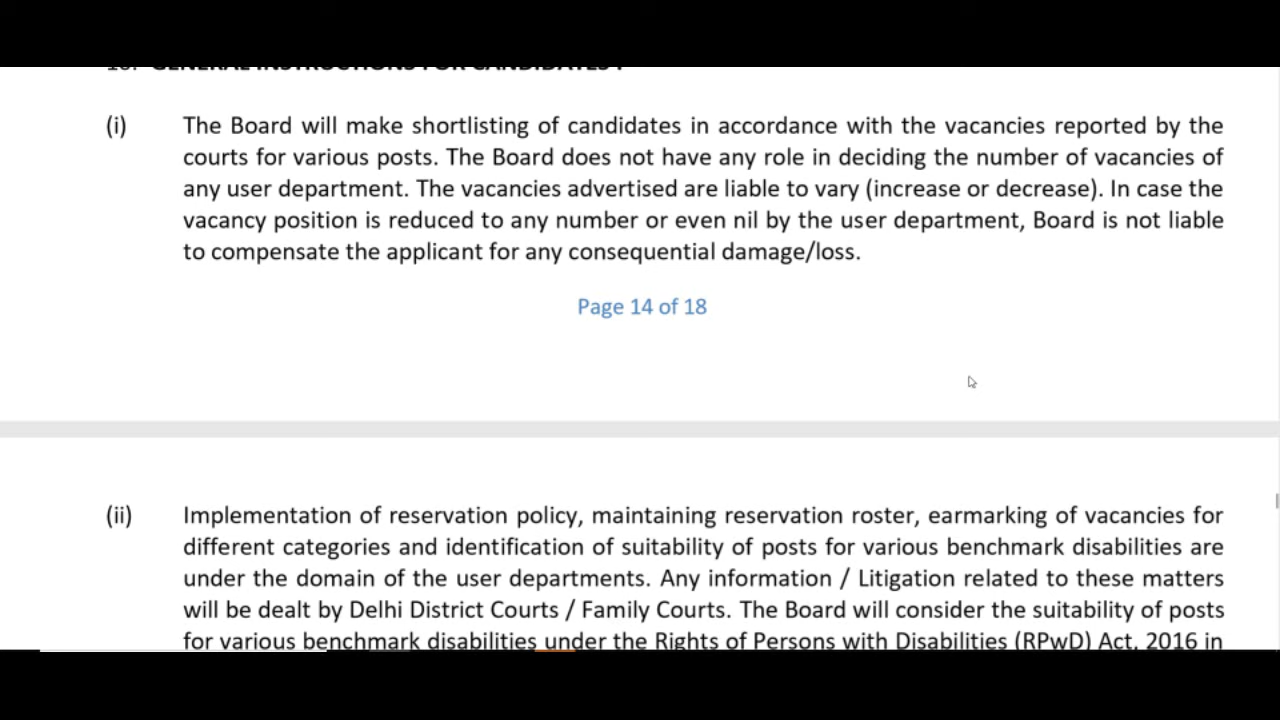 GENERAL INSTRUCTIONS FOR CANDIDATES :
(i) The Board will make shortlisting of candidates in accordance with the vacancies reported by the
courts for various posts. The Board does not have any role in deciding the number of vacancies of
any user department. The vacancies advertised are liable to vary (increase or decrease). In case the
vacancy position is reduced to any number or even nil by the user department, Board is not liable
to compensate the applicant for any consequential damage/loss.
Page 14 of 18
(ii) Implementation of reservation policy, maintaining reservation roster, earmarking of vacancies for
different categories and identification of suitability of posts for various benchmark disabilities are
under the domain of the user departments. Any information / Litigation related to these matters
will be dealt by Delhi District Courts / Family Courts. The Board will consider the suitability of posts
for various benchmark disabilities under the Rights of Persons with Disabilities (RPwD) Act, 2016 in